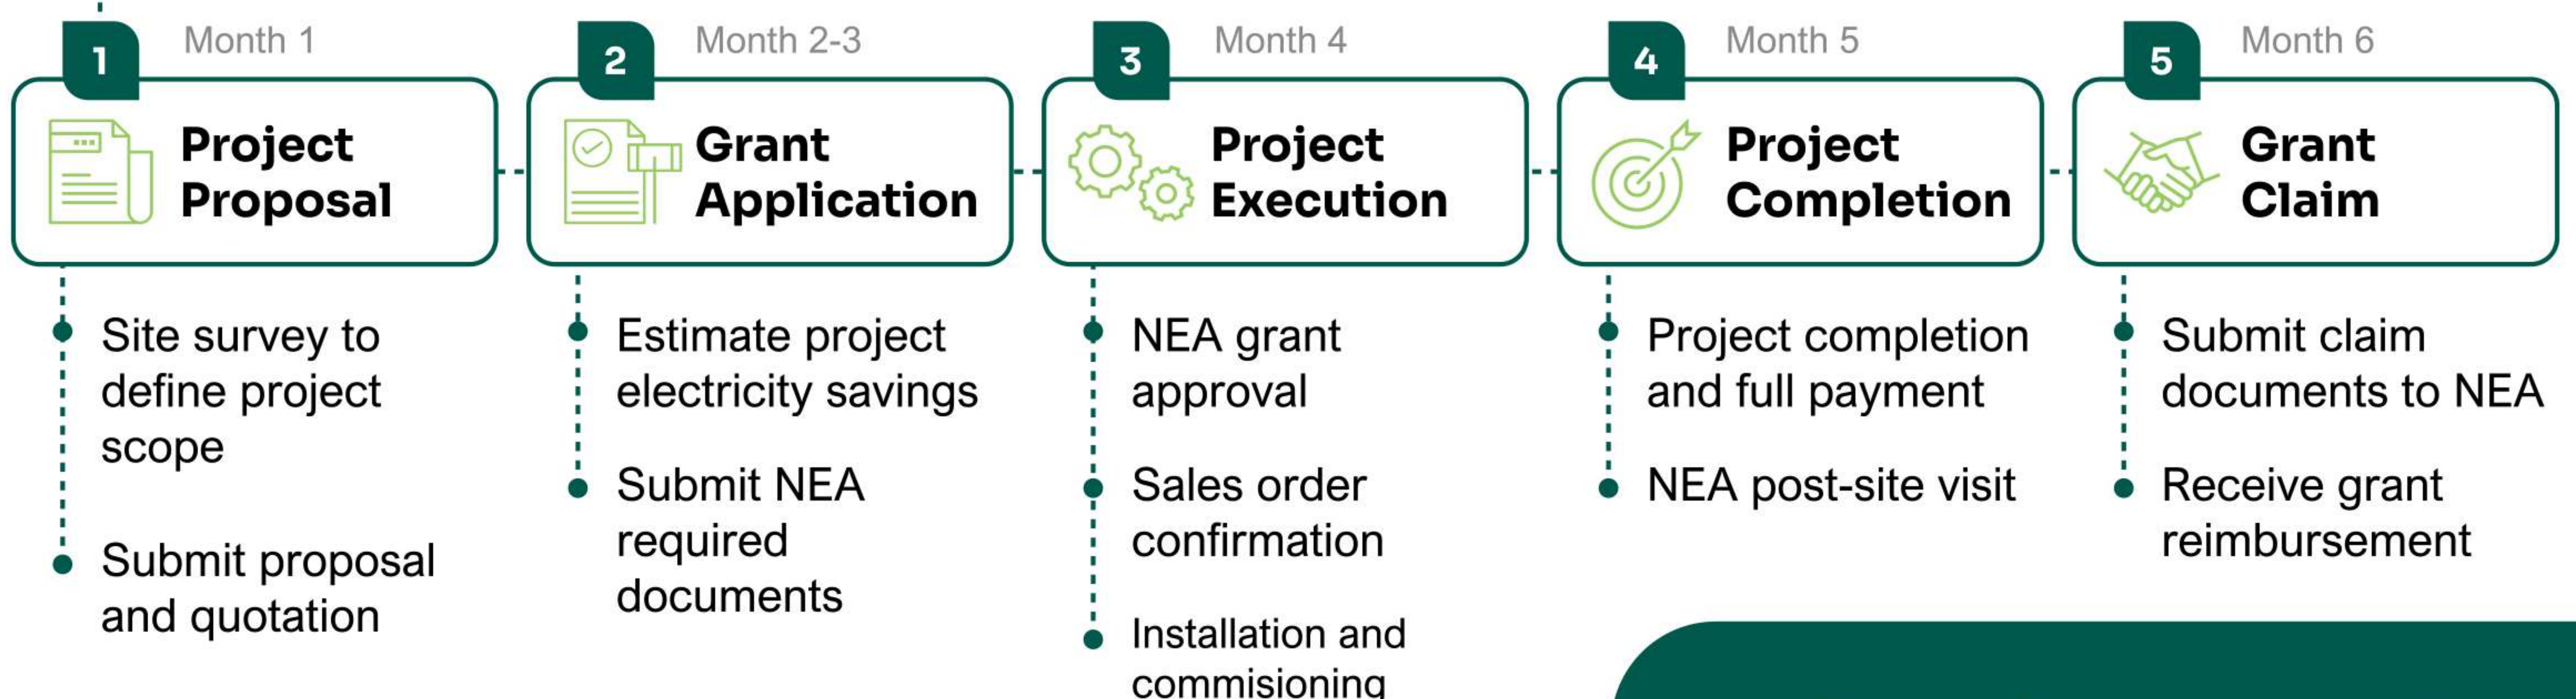 1
Month 1
Project
Proposal
Site survey to
define project
scope
Submit proposal
and quotation
2
Month 2-3
Grant
Application
Estimate project
electricity savings
Submit NEA
required
documents
3
Month 4
Project
Execution
NEA grant
approval
Sales order
confirmation
Installation and
commisioning
4
Month 5
Project
Completion
Project completion
and full payment
NEA post-site visit
5
Month 6
Grant
Claim
Submit claim
documents to NEA
Receive grant
reimbursement